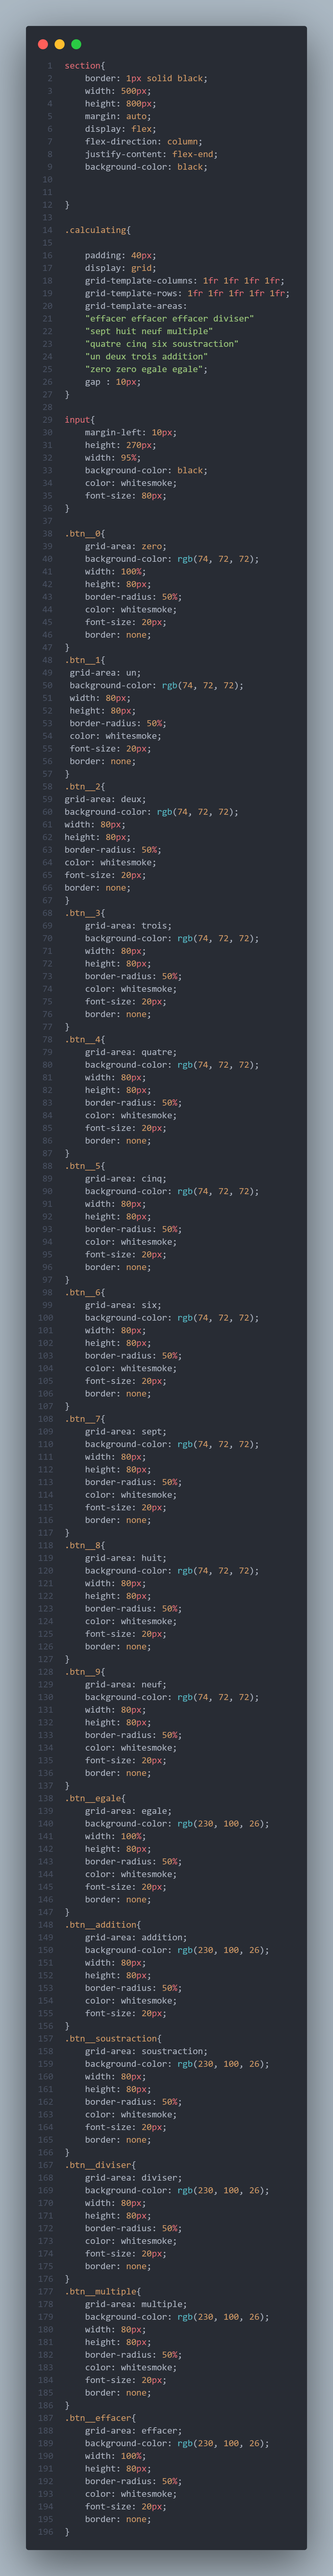 1 section{
2 border: 1px solid black;
3 width: 500px;
4 height: 800px;
5 margin: auto;
6 display: flex;
7 flex-direction: column;
8 justify-content: flex-end;
9 background-color: black;
10
11
12 }
13
14 .calculating{
15
16 padding: 40px;
17 display: grid;
18 grid-template-columns: 1fr 1fr 1fr 1fr;
19 grid-template-rows: 1fr 1fr 1fr 1fr 1fr;
20 grid-template-areas:
21 "effacer effacer effacer diviser"
22 "sept huit neuf multiple"
23 "quatre cinq six soustraction"
24 "un deux trois addition"
25 "zero zero egale egale";
26 gap : 10px;
27 }
28
29 input{
30 margin-left: 10px;
31 height: 270px;
32 width: 95%;
33 background-color: black;
34 color: whitesmoke;
35 font-size: 80px;
36 }
37
38 .btn__0{
39 grid-area: zero;
40 background-color: rgb(74, 72, 72);
41 width: 100%;
42 height: 80px;
43 border-radius: 50%;
44 color: whitesmoke;
45 font-size: 20px;
46 border: none;
47 }
48 .btn__1{
49 grid-area: un;
50 background-color: rgb(74, 72, 72);
51 width: 80px;
52 height: 80px;
53 border-radius: 50%;
54 color: whitesmoke;
55 font-size: 20px;
56 border: none;
57 }
58 .btn__2{
59 grid-area: deux;
60 background-color: rgb(74, 72, 72);
61 width: 80px;
62 height: 80px;
63 border-radius: 50%;
64 color: whitesmoke;
65 font-size: 20px;
66 border: none;
67 }
68 .btn__3{
69 grid-area: trois;
70 background-color: rgb(74, 72, 72);
71 width: 80px;
72 height: 80px;
73 border-radius: 50%;
74 color: whitesmoke;
75 font-size: 20px;
76 border: none;
77 }
78 .btn__4{
79 grid-area: quatre;
80 background-color: rgb(74, 72, 72);
81 width: 80px;
82 height: 80px;
83 border-radius: 50%;
84 color: whitesmoke;
85 font-size: 20px;
86 border: none;
87 }
88 .btn__5{
89 grid-area: cinq;
90 background-color: rgb(74, 72, 72);
91 width: 80px;
92 height: 80px;
93 border-radius: 50%;
94 color: whitesmoke;
95 font-size: 20px;
96 border: none;
97 }
98 .btn__6{
99 grid-area: six;
100 background-color: rgb(74, 72, 72);
101 width: 80px;
102 height: 80px;
103 border-radius: 50%;
104 color: whitesmoke;
105 font-size: 20px;
106 border: none;
107 }
108 .btn__7{
109 grid-area: sept;
110 background-color: rgb(74, 72, 72);
111 width: 80px;
112 height: 80px;
113 border-radius: 50%;
114 color: whitesmoke;
115 font-size: 20px;
116 border: none;
117 }
118 .btn__8{
119 grid-area: huit;
120 background-color: rgb(74, 72, 72);
121 width: 80px;
122 height: 80px;
123 border-radius: 50%;
124 color: whitesmoke;
125 font-size: 20px;
126 border: none;
127 }
128 .btn__9{
129 grid-area: neuf;
130 background-color: rgb(74, 72, 72);
131 width: 80px;
132 height: 80px;
133 border-radius: 50%;
134 color: whitesmoke;
135 font-size: 20px;
136 border: none;
137 }
138 .btn__egale{
139 grid-area: egale;
140 background-color: rgb(230, 100, 26);
141 width: 100%;
142 height: 80px;
143 border-radius: 50%;
144 color: whitesmoke;
145 font-size: 20px;
146 border: none;
147 }
148 .btn__addition{
149 grid-area: addition;
150 background-color: rgb(230, 100, 26);
151 width: 80px;
152 height: 80px;
153 border-radius: 50%;
154 color: whitesmoke;
155 font-size: 20px;
156 }
157 .btn__soustraction{
158 grid-area: soustraction;
159 background-color: rgb(230, 100, 26);
160 width: 80px;
161 height: 80px;
162 border-radius: 50%;
163 color: whitesmoke;
164 font-size: 20px;
165 border: none;
166 }
167 .btn__diviser{
168 grid-area: diviser;
169 background-color: rgb(230, 100, 26);
170 width: 80px;
171 height: 80px;
172 border-radius: 50%;
173 color: whitesmoke;
174 font-size: 20px;
175 border: none;
176 }
177 .btn__multiple{
178 grid-area: multiple;
179 background-color: rgb(230, 100, 26);
180 width: 80px;
181 height: 80px;
182 border-radius: 50%;
183 color: whitesmoke;
184 font-size: 20px;
185 border: none;
186 }
187 .btn__effacer{
188 grid-area: effacer;
189 background-color: rgb(230, 100, 26);
190 width: 100%;
191 height: 80px;
192 border-radius: 50%;
193 color: whitesmoke;
194 font-size: 20px;
195 border: none;
196 }